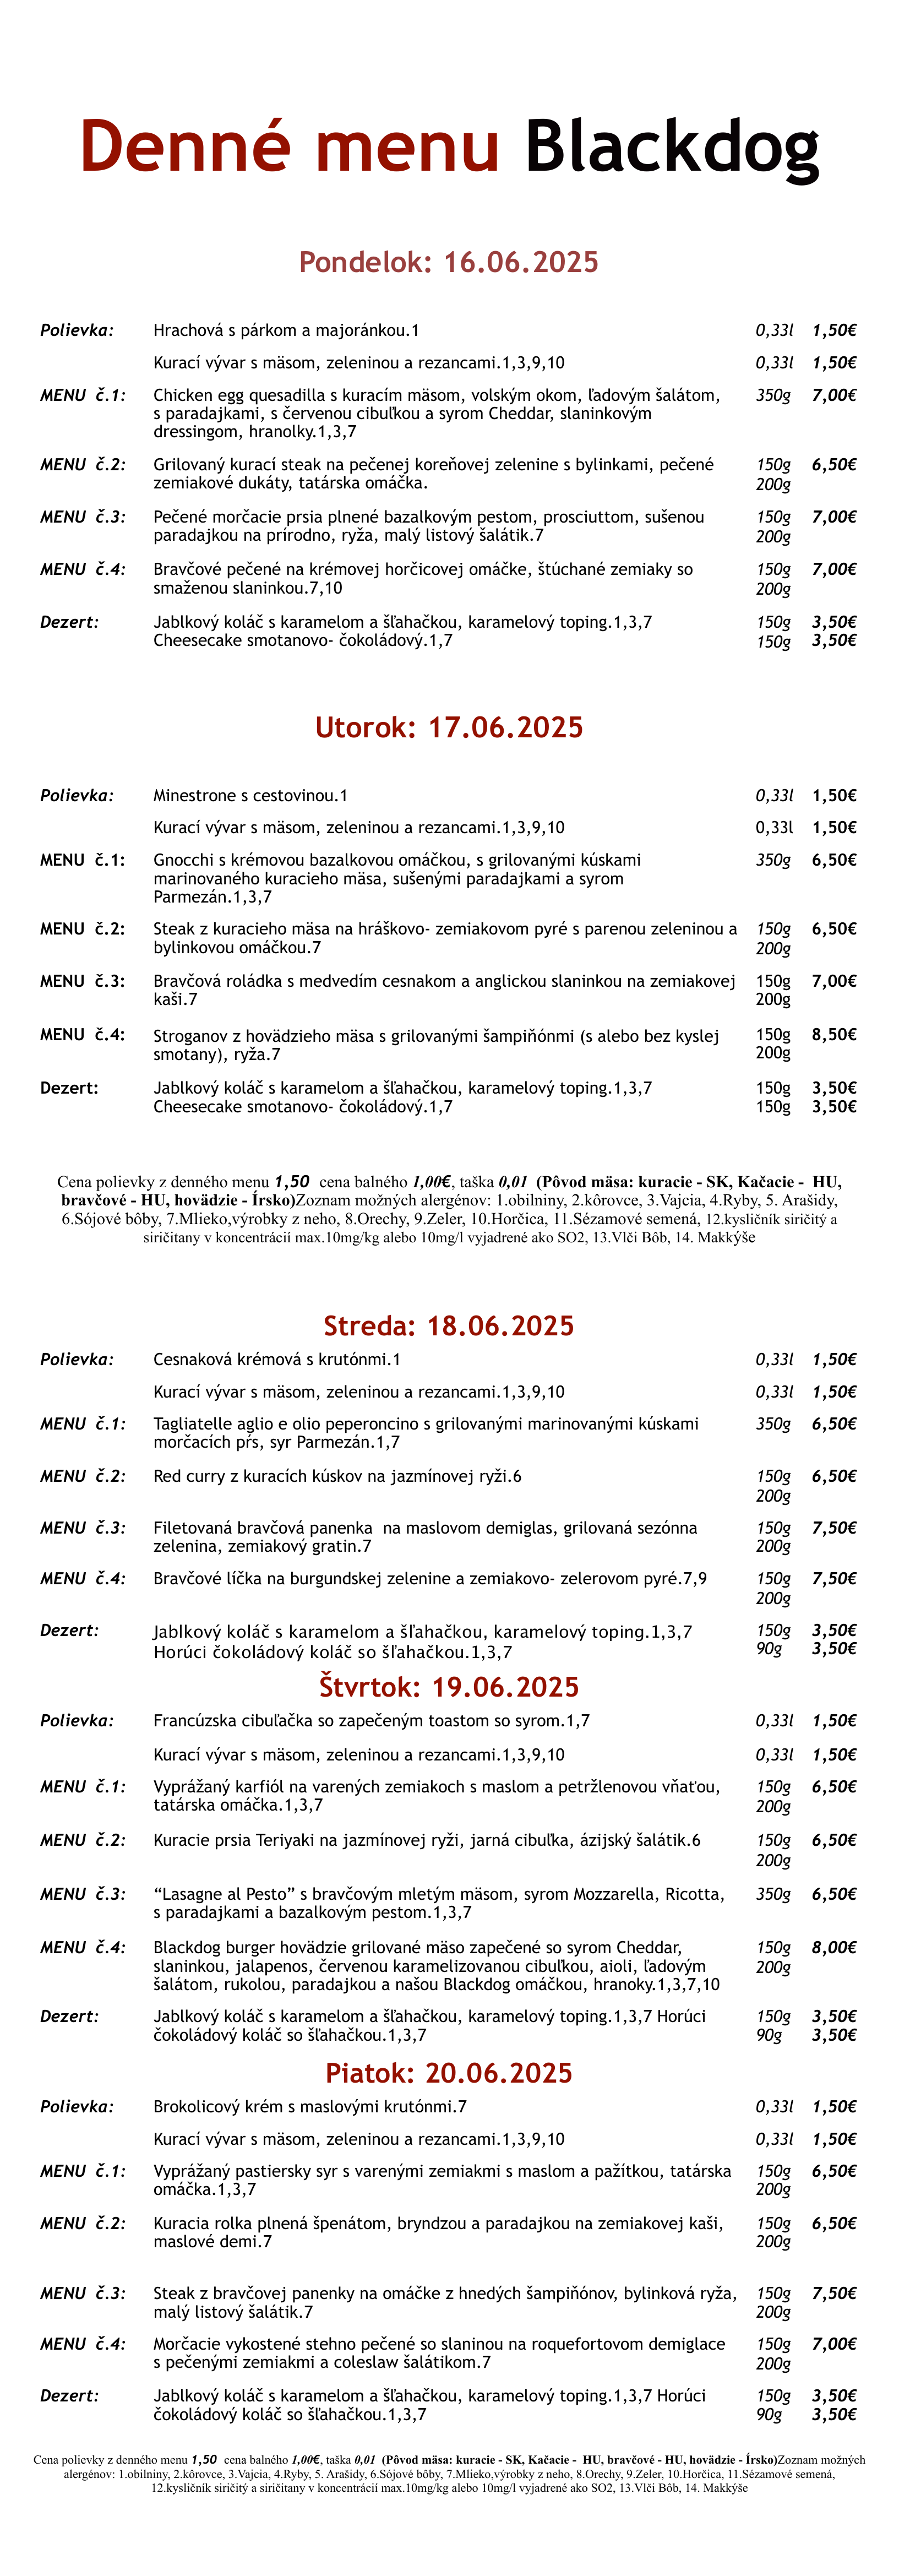 Denné menu Blackdog
Pondelok: 16.06.2025
Polievka: Hrachová s párkom a majoránkou.1 0,33l 1,50€
Kurací vývar s mäsom, zeleninou a rezancami.1,3,9,10 0,33l 1,50€
MENU č.1: Chicken egg quesadilla s kuracím mäsom, volským okom, ľadovým šalátom, 350g 7,00€
s paradajkami, s červenou cibuľkou a syrom Cheddar, slaninkovým
dressingom, hranolky.1,3,7
MENU č.2: Grilovaný kurací steak na pečenej koreňovej zelenine s bylinkami, pečené 150g 6,50€
zemiakové dukáty, tatárska omáčka. 200g
MENU č.3: Pečené morčacie prsia plnené bazalkovým pestom, prosciuttom, sušenou 150g 7,00€
paradajkou na prírodno, ryža, malý listový šalátik.7 200g
MENU č.4: Bravčové pečené na krémovej horčicovej omáčke, štúchané zemiaky so 150g 7,00€
smaženou slaninkou.7,10 200g
Dezert: Jablkový koláč s karamelom a šľahačkou, karamelový toping.1,3,7 150g 3,50€
Cheesecake smotanovo- čokoládový.1,7 150g 3,50€
Utorok: 17.06.2025
Polievka: Minestrone s cestovinou.1 0,33l 1,50€
Kurací vývar s mäsom, zeleninou a rezancami.1,3,9,10 0,33l 1,50€
MENU č.1: Gnocchi s krémovou bazalkovou omáčkou, s grilovanými kúskami 350g 6,50€
marinovaného kuracieho mäsa, sušenými paradajkami a syrom
Parmezán.1,3,7
MENU č.2: Steak z kuracieho mäsa na hráškovo- zemiakovom pyré s parenou zeleninou a 150g 6,50€
bylinkovou omáčkou.7 200g
MENU č.3: Bravčová roládka s medvedím cesnakom a anglickou slaninkou na zemiakovej 150g 7,00€
kaši.7 200g
MENU č.4: Stroganov z hovädzieho mäsa s grilovanými šampiňónmi (s alebo bez kyslej 150g 8,50€
smotany), ryža.7 200g
Dezert: Jablkový koláč s karamelom a šľahačkou, karamelový toping.1,3,7 150g 3,50€
Cheesecake smotanovo- čokoládový.1,7 150g 3,50€
Cena polievky z denného menu 1,50 cena balného 1,00€, taška 0,01 (Pôvod mäsa: kuracie - SK, Kačacie - HU,
bravčové - HU, hovädzie - Írsko)Zoznam možných alergénov: 1.obilniny, 2.kôrovce, 3.Vajcia, 4.Ryby, 5. Arašidy,
6.Sójové bôby, 7.Mlieko,výrobky z neho, 8.Orechy, 9.Zeler, 10.Horčica, 11.Sézamové semená, 12.kysličník siričitý a
siričitany v koncentrácií max.10mg/kg alebo 10mg/l vyjadrené ako SO2, 13.Vlči Bôb, 14. Makkýše
Streda: 18.06.2025
Polievka: Cesnaková krémová s krutónmi.1 0,33l 1,50€
Kurací vývar s mäsom, zeleninou a rezancami.1,3,9,10 0,33l 1,50€
MENU č.1: Tagliatelle aglio e olio peperoncino s grilovanými marinovanými kúskami 350g 6,50€
morčacích pŕs, syr Parmezán.1,7
MENU č.2: Red curry z kuracích kúskov na jazmínovej ryži.6 150g 6,50€
200g
MENU č.3: Filetovaná bravčová panenka na maslovom demiglas, grilovaná sezónna 150g 7,50€
zelenina, zemiakový gratin.7 200g
MENU č.4: Bravčové líčka na burgundskej zelenine a zemiakovo- zelerovom pyré.7,9 150g 7,50€
200g
Dezert: Jablkový koláč s karamelom a šľahačkou, karamelový toping.1,3,7 150g 3,50€
Horúci čokoládový koláč so šľahačkou.1,3,7 90g 3,50€
Štvrtok: 19.06.2025
Polievka: Francúzska cibuľačka so zapečeným toastom so syrom.1,7 0,33l 1,50€
Kurací vývar s mäsom, zeleninou a rezancami.1,3,9,10 0,33l 1,50€
MENU č.1: Vyprážaný karfiól na varených zemiakoch s maslom a petržlenovou vňaťou, 150g 6,50€
tatárska omáčka.1,3,7 200g
MENU č.2: Kuracie prsia Teriyaki na jazmínovej ryži, jarná cibuľka, ázijský šalátik.6 150g 6,50€
200g
MENU č.3: “Lasagne al Pesto” s bravčovým mletým mäsom, syrom Mozzarella, Ricotta, 350g 6,50€
s paradajkami a bazalkovým pestom.1,3,7
MENU č.4: Blackdog burger hovädzie grilované mäso zapečené so syrom Cheddar, 150g 8,00€
slaninkou, jalapenos, červenou karamelizovanou cibuľkou, aioli, ľadovým 200g
šalátom, rukolou, paradajkou a našou Blackdog omáčkou, hranoky.1,3,7,10
Dezert: Jablkový koláč s karamelom a šľahačkou, karamelový toping.1,3,7 Horúci 150g 3,50€
čokoládový koláč so šľahačkou.1,3,7 90g 3,50€
Piatok: 20.06.2025
Polievka: Brokolicový krém s maslovými krutónmi.7 0,33l 1,50€
Kurací vývar s mäsom, zeleninou a rezancami.1,3,9,10 0,33l 1,50€
MENU č.1: Vyprážaný pastiersky syr s varenými zemiakmi s maslom a pažítkou, tatárska 150g 6,50€
omáčka.1,3,7 200g
MENU č.2: Kuracia rolka plnená špenátom, bryndzou a paradajkou na zemiakovej kaši, 150g 6,50€
maslové demi.7 200g
MENU č.3: Steak z bravčovej panenky na omáčke z hnedých šampiňónov, bylinková ryža, 150g 7,50€
malý listový šalátik.7 200g
MENU č.4: Morčacie vykostené stehno pečené so slaninou na roquefortovom demiglace 150g 7,00€
s pečenými zemiakmi a coleslaw šalátikom.7 200g
Dezert: Jablkový koláč s karamelom a šľahačkou, karamelový toping.1,3,7 Horúci 150g 3,50€
čokoládový koláč so šľahačkou.1,3,7 90g 3,50€
Cena polievky z denného menu 1,50 cena balného 1,00€, taška 0,01 (Pôvod mäsa: kuracie - SK, Kačacie - HU, bravčové - HU, hovädzie - Írsko)Zoznam možných
alergénov: 1.obilniny, 2.kôrovce, 3.Vajcia, 4.Ryby, 5. Arašidy, 6.Sójové bôby, 7.Mlieko,výrobky z neho, 8.Orechy, 9.Zeler, 10.Horčica, 11.Sézamové semená,
12.kysličník siričitý a siričitany v koncentrácií max.10mg/kg alebo 10mg/l vyjadrené ako SO2, 13.Vlči Bôb, 14. Makkýše